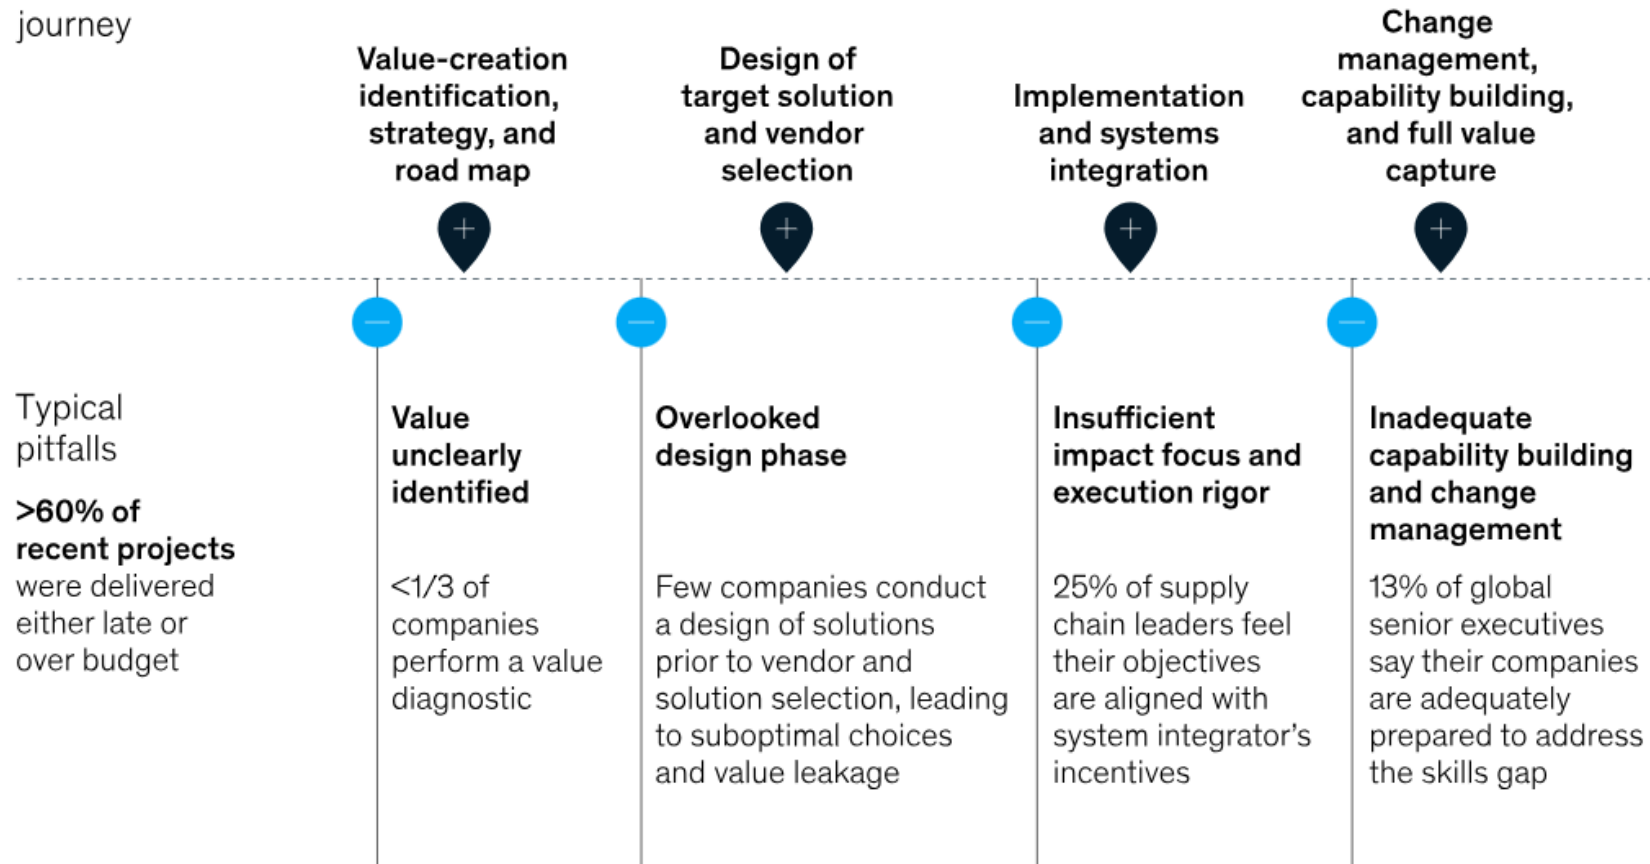 journey
Value-creation
identification,
strategy, and
road map
Design of
target solution
and vendor
selection
Implementation
and systems
integration
Change
management,
capability building,
and full value
capture
Typical
pitfalls
>60% of
recent projects
were delivered
either late or
over budget
Value
unclearly
identified
<1/3 of
companies
perform a value
diagnostic
Overlooked
design phase
Few companies conduct
a design of solutions
prior to vendor and
solution selection, leading
to suboptimal choices
and value leakage
Insufficient
impact focus and
execution rigor
25% of supply
chain leaders feel
their objectives
are aligned with
system integrator’s
incentives
Inadequate
capability building
and change
management
13% of global
senior executives
say their companies
are adequately
prepared to address
the skills gap